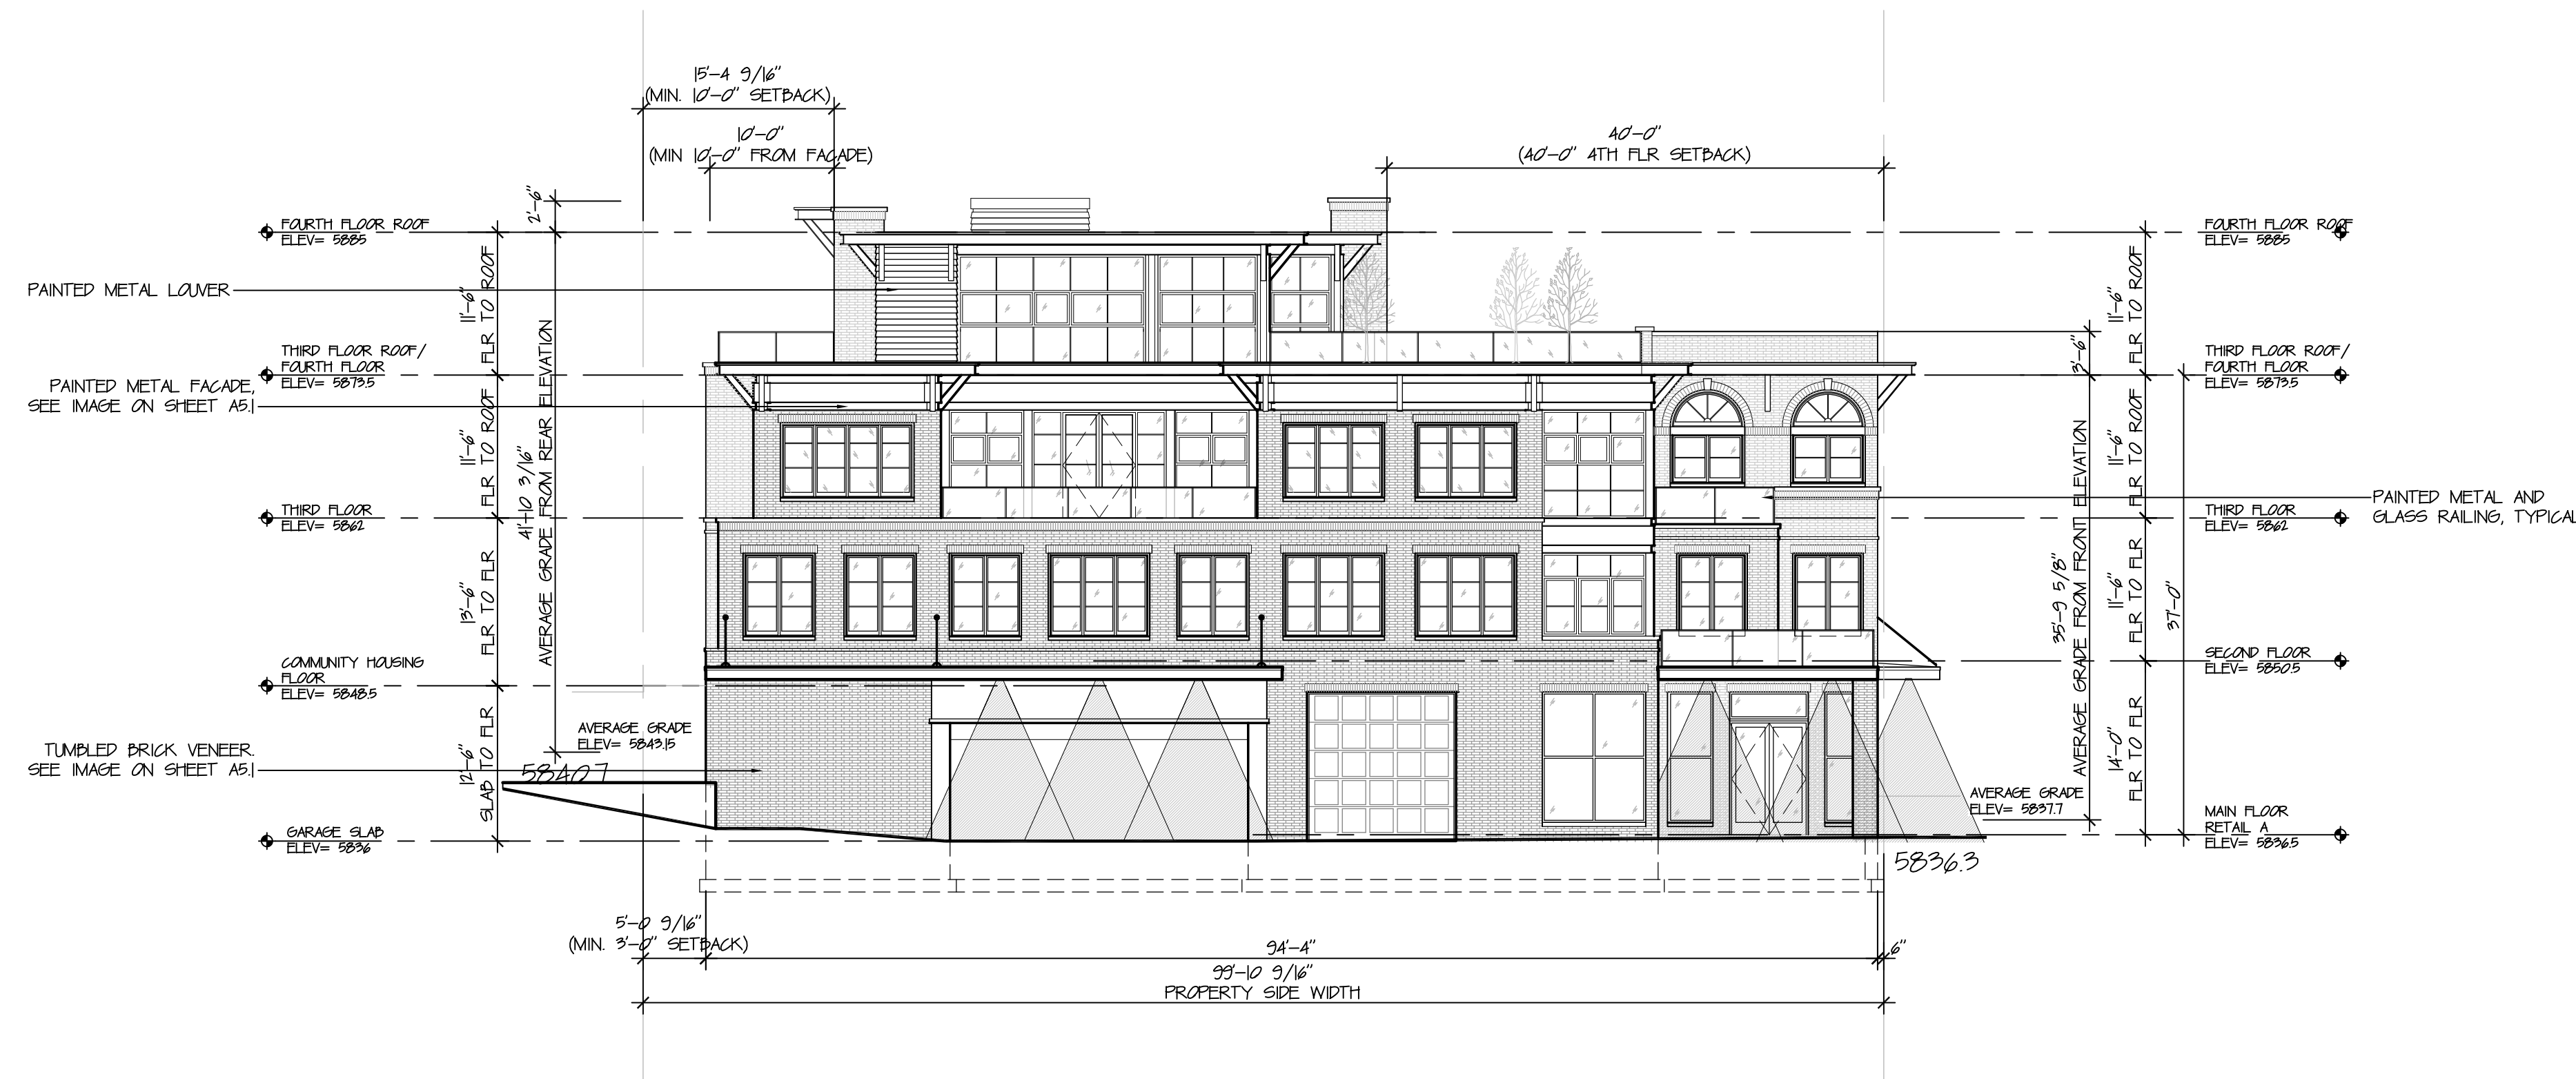 15'-4 9/16"
(MIN. 10'-0" SETBACK)
10'-0"
(MIN 10'-0" FROM FACADE)
40'-0"
(40'-0" 4TH FLR SETBACK)
2'-6"
FOURTH FLOOR ROOF
ELEV= 5885
PAINTED METAL LOUVER
THIRD FLOOR ROOF/
FOURTH FLOOR
ELEV= 5873.5
PAINTED METAL FACADE,
SEE IMAGE ON SHEET A5.1
THIRD FLOOR
ELEV= 5862
COMMUNITY HOUSING
FLOOR
ELEV= 5848.5
TUMBLED BRICK VENEER.
SEE IMAGE ON SHEET A5.1
GARAGE SLAB
ELEV= 5836
11'-6"
FLR TO ROOF
11'-6"
FLR TO ROOF
13'-6"
FLR TO FLR
12'-6"
SLAB TO FLR
41'-10 3/16"
AVERAGE GRADE FROM REAR ELEVATION
AVERAGE GRADE
ELEV= 5843.15
5840.7
FOURTH FLOOR ROOF
ELEV= 5885
THIRD FLOOR ROOF/
FOURTH FLOOR
ELEV= 5873.5
PAINTED METAL AND
GLASS RAILING, TYPICAL
THIRD FLOOR
ELEV= 5862
SECOND FLOOR
ELEV= 5850.5
MAIN FLOOR
RETAIL A
ELEV= 5836.5
3'-6"
35'-9 5/8"
AVERAGE GRADE FROM FRONT ELEVATION
11'-6"
FLR TO ROOF
11'-6"
FLR TO ROOF
11'-6"
FLR TO FLR
14'-0"
FLR TO FLR
37'-0"
AVERAGE GRADE
ELEV= 5837.7
5836.3
5'-0 9/16"
(MIN. 3'-0" SETBACK)
94'-4"
6"
99'-10 9/16"
PROPERTY SIDE WIDTH